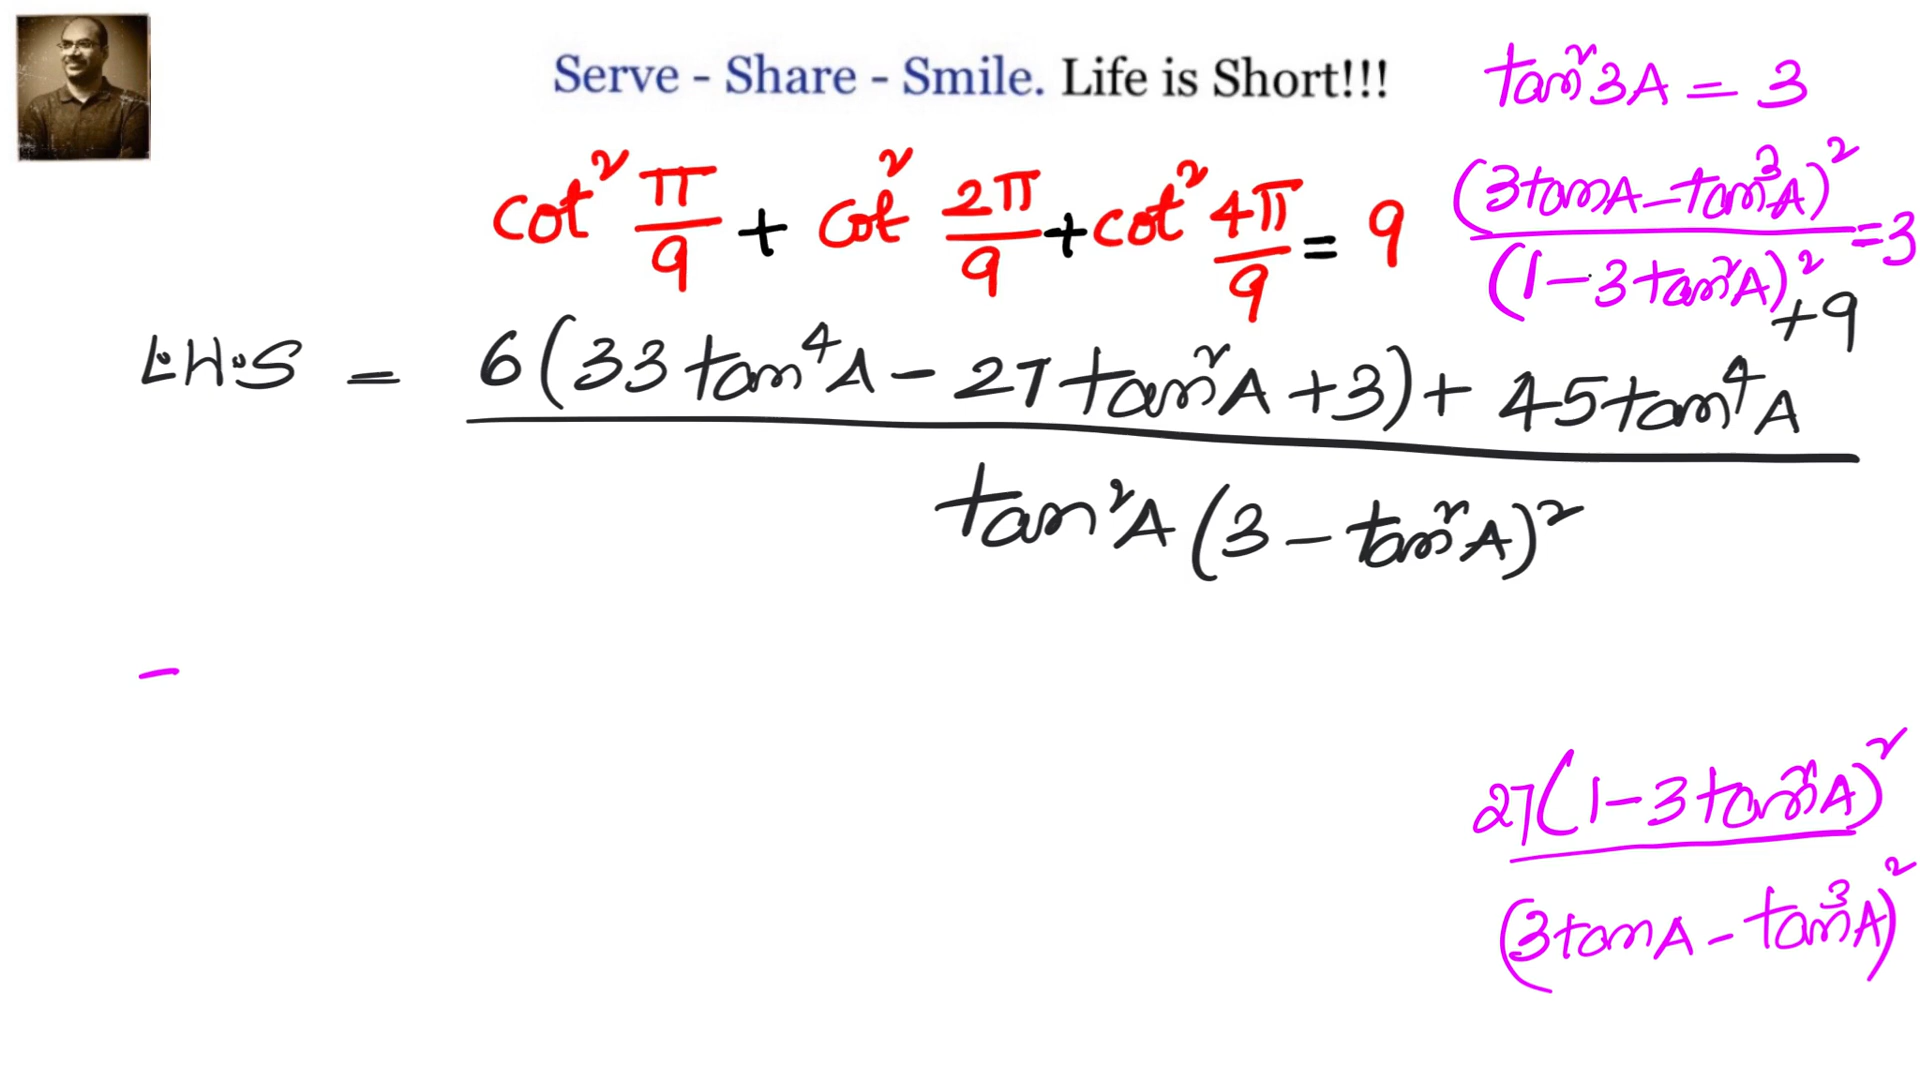 Serve - Share - Smile. Life is Short!!!
tan²3A = 3
cot² π/9 + cot² 2π/9 + cot² 4π/9 = 9
(3tanA - tan³A)² / (1 - 3tan²A)² = 3
L.H.S = 6(33tan⁴A - 27tan²A + 3) + 45tan⁴A + 9 / tan²A(3 - tan²A)²
27(1 - 3tan²A)² / (3tanA - tan³A)²